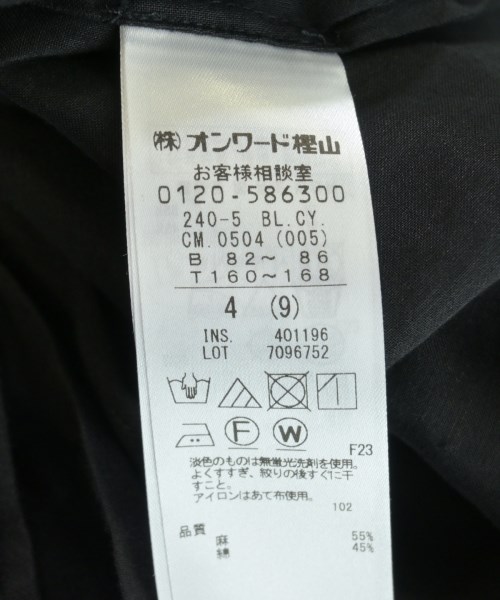 (株)オンワード樫山
お客様相談室
0120-586300
240-5 BL.CY.
CM.0504 (005)
B 82～ 86
T160～168
4 (9)
INS. 401196
LOT 7096752
F W
F23
淡色のものは無蛍光洗剤を使用。
よくすすぎ、絞りの後すぐに干
すこと。
アイロンはあて布使用。
102
品質
麻 55%
綿 45%